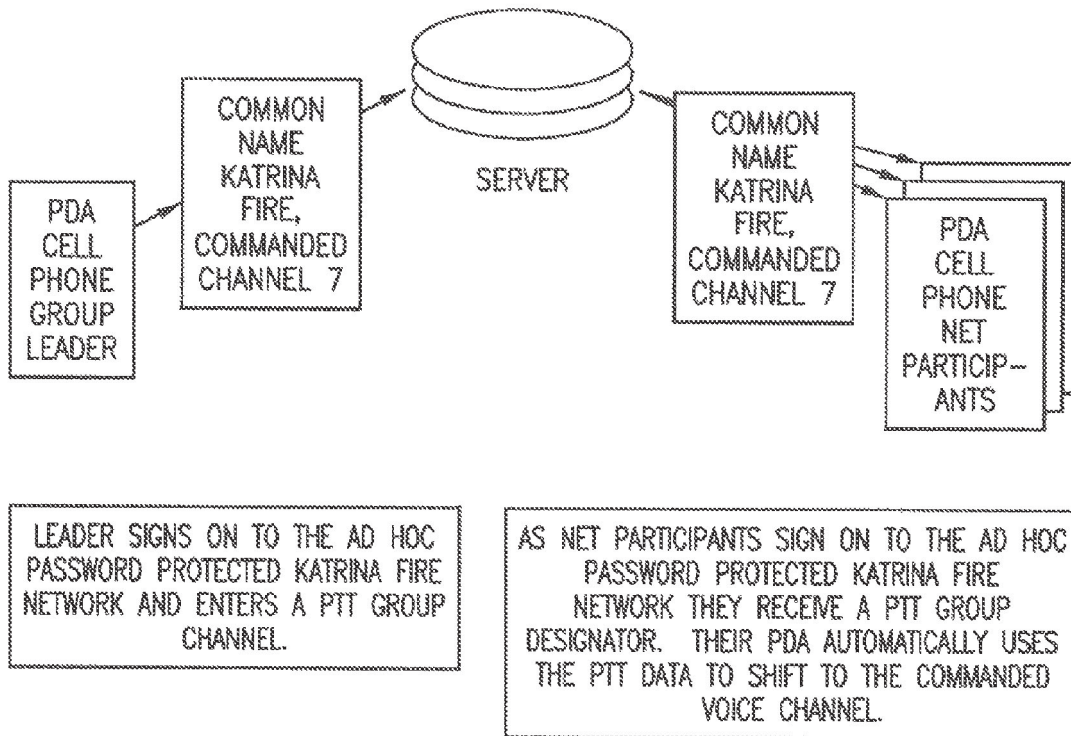 PDA
CELL
PHONE
GROUP
LEADER
COMMON
NAME
KATRINA
FIRE,
COMMANDED
CHANNEL 7
SERVER
COMMON
NAME
KATRINA
FIRE,
COMMANDED
CHANNEL 7
PDA
CELL
PHONE
NET
PARTICIP-
ANTS
LEADER SIGNS ON TO THE AD HOC
PASSWORD PROTECTED KATRINA FIRE
NETWORK AND ENTERS A PTT GROUP
CHANNEL.
AS NET PARTICIPANTS SIGN ON TO THE AD HOC
PASSWORD PROTECTED KATRINA FIRE
NETWORK THEY RECEIVE A PTT GROUP
DESIGNATOR. THEIR PDA AUTOMATICALLY USES
THE PTT DATA TO SHIFT TO THE COMMANDED
VOICE CHANNEL.